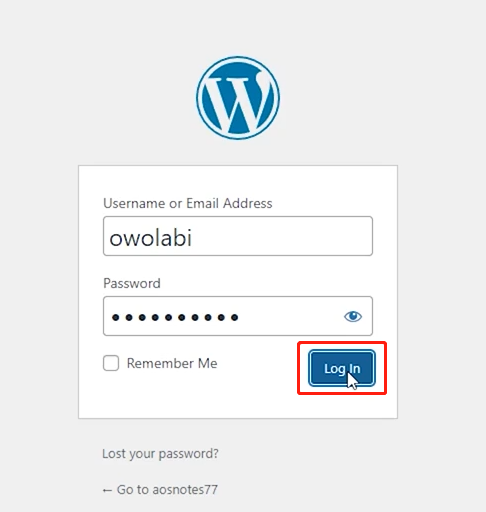 Username or Email Address
owolabi
Password
••••••••••
Remember Me
Log In
Lost your password?
← Go to aosnotes77